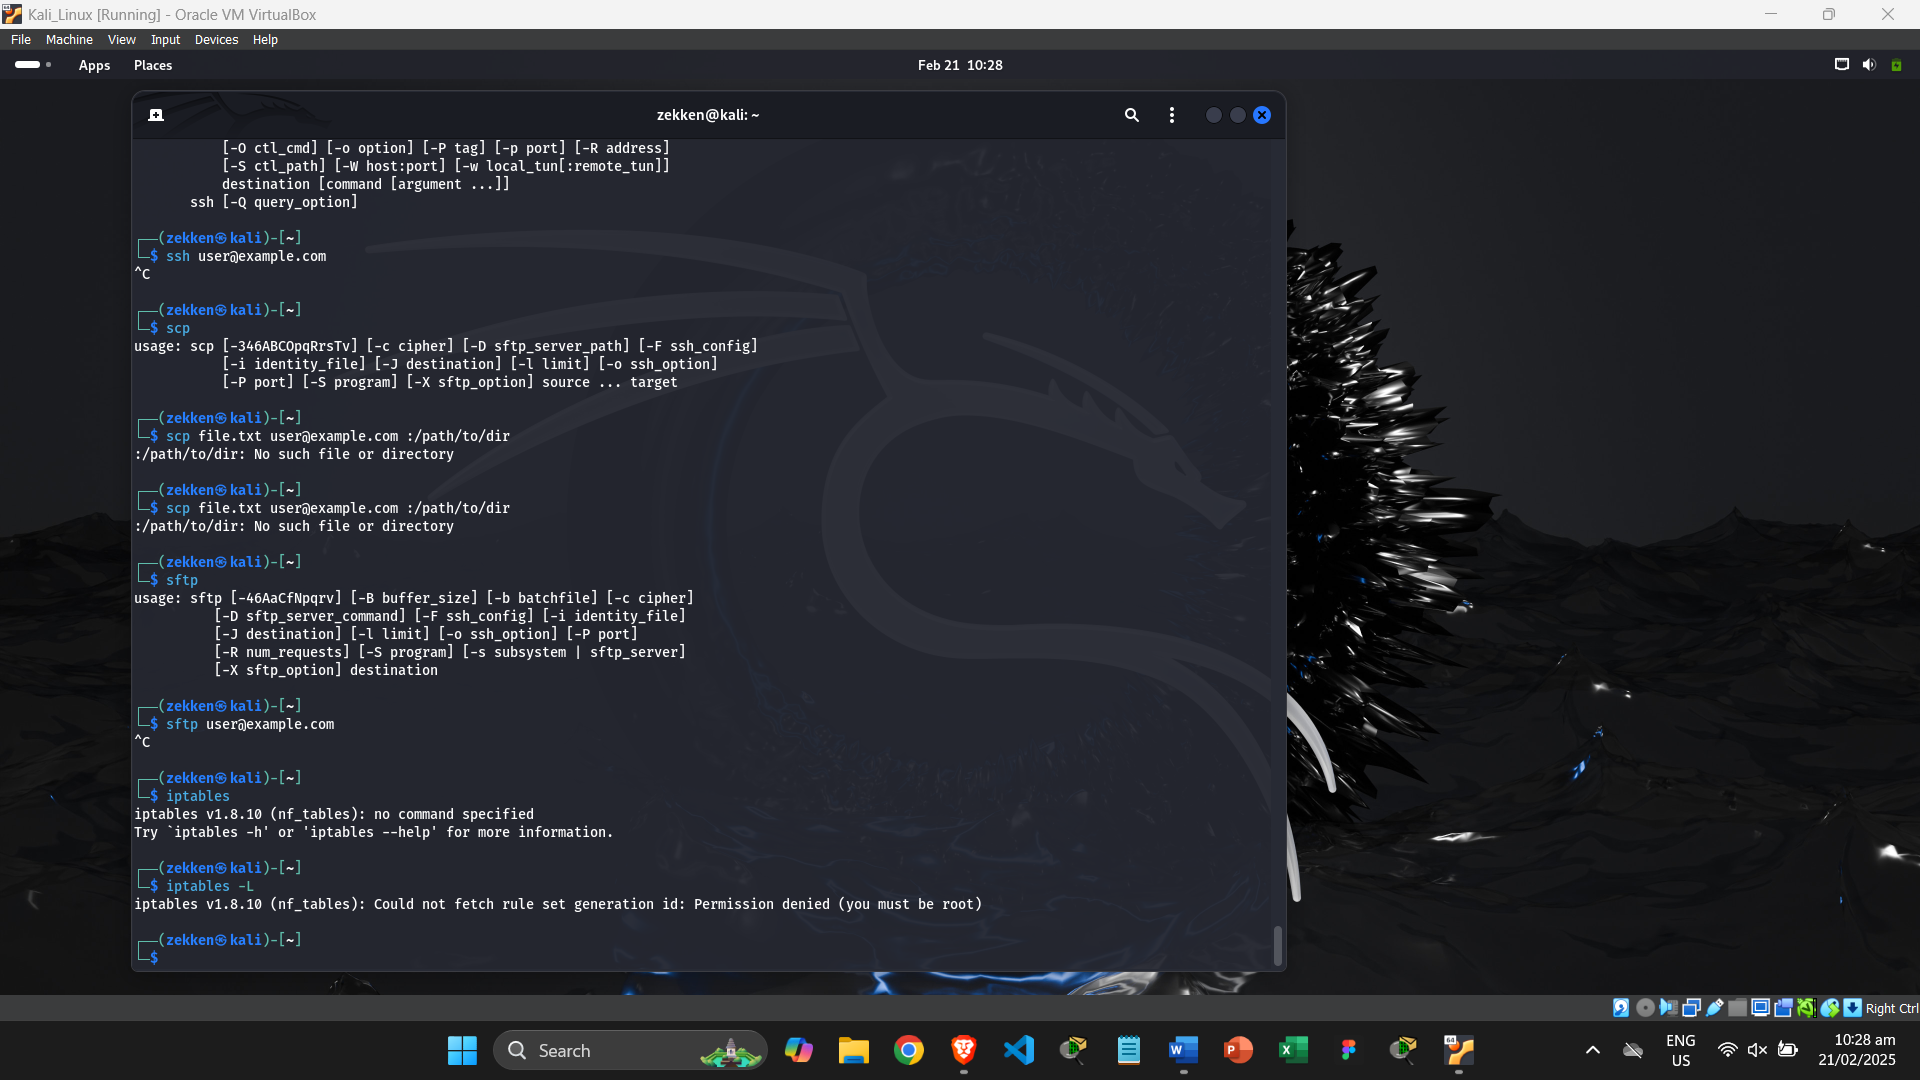 Kali_Linux [Running] - Oracle VM VirtualBox
File Machine View Input Devices Help
Apps Places Feb 21 10:28
zekken@kali: ~
[-O ctl_cmd] [-o option] [-P tag] [-p port] [-R address]
[-S ctl_path] [-W host:port] [-w local_tun[:remote_tun]]
destination [command [argument ...]]
ssh [-Q query_option]
┌──(zekken㉿kali)-[~]
└─$ ssh user@example.com
^C
┌──(zekken㉿kali)-[~]
└─$ scp
usage: scp [-346ABCOpqRrsTv] [-c cipher] [-D sftp_server_path] [-F ssh_config]
[-i identity_file] [-J destination] [-l limit] [-o ssh_option]
[-P port] [-S program] [-X sftp_option] source ... target
┌──(zekken㉿kali)-[~]
└─$ scp file.txt user@example.com :/path/to/dir
:/path/to/dir: No such file or directory
┌──(zekken㉿kali)-[~]
└─$ scp file.txt user@example.com :/path/to/dir
:/path/to/dir: No such file or directory
┌──(zekken㉿kali)-[~]
└─$ sftp
usage: sftp [-46AaCfNpqrv] [-B buffer_size] [-b batchfile] [-c cipher]
[-D sftp_server_command] [-F ssh_config] [-i identity_file]
[-J destination] [-l limit] [-o ssh_option] [-P port]
[-R num_requests] [-S program] [-s subsystem | sftp_server]
[-X sftp_option] destination
┌──(zekken㉿kali)-[~]
└─$ sftp user@example.com
^C
┌──(zekken㉿kali)-[~]
└─$ iptables
iptables v1.8.10 (nf_tables): no command specified
Try `iptables -h' or 'iptables --help' for more information.
┌──(zekken㉿kali)-[~]
└─$ iptables -L
iptables v1.8.10 (nf_tables): Could not fetch rule set generation id: Permission denied (you must be root)
┌──(zekken㉿kali)-[~]
└─$
Right Ctrl
Search
ENG
US
10:28 am
21/02/2025